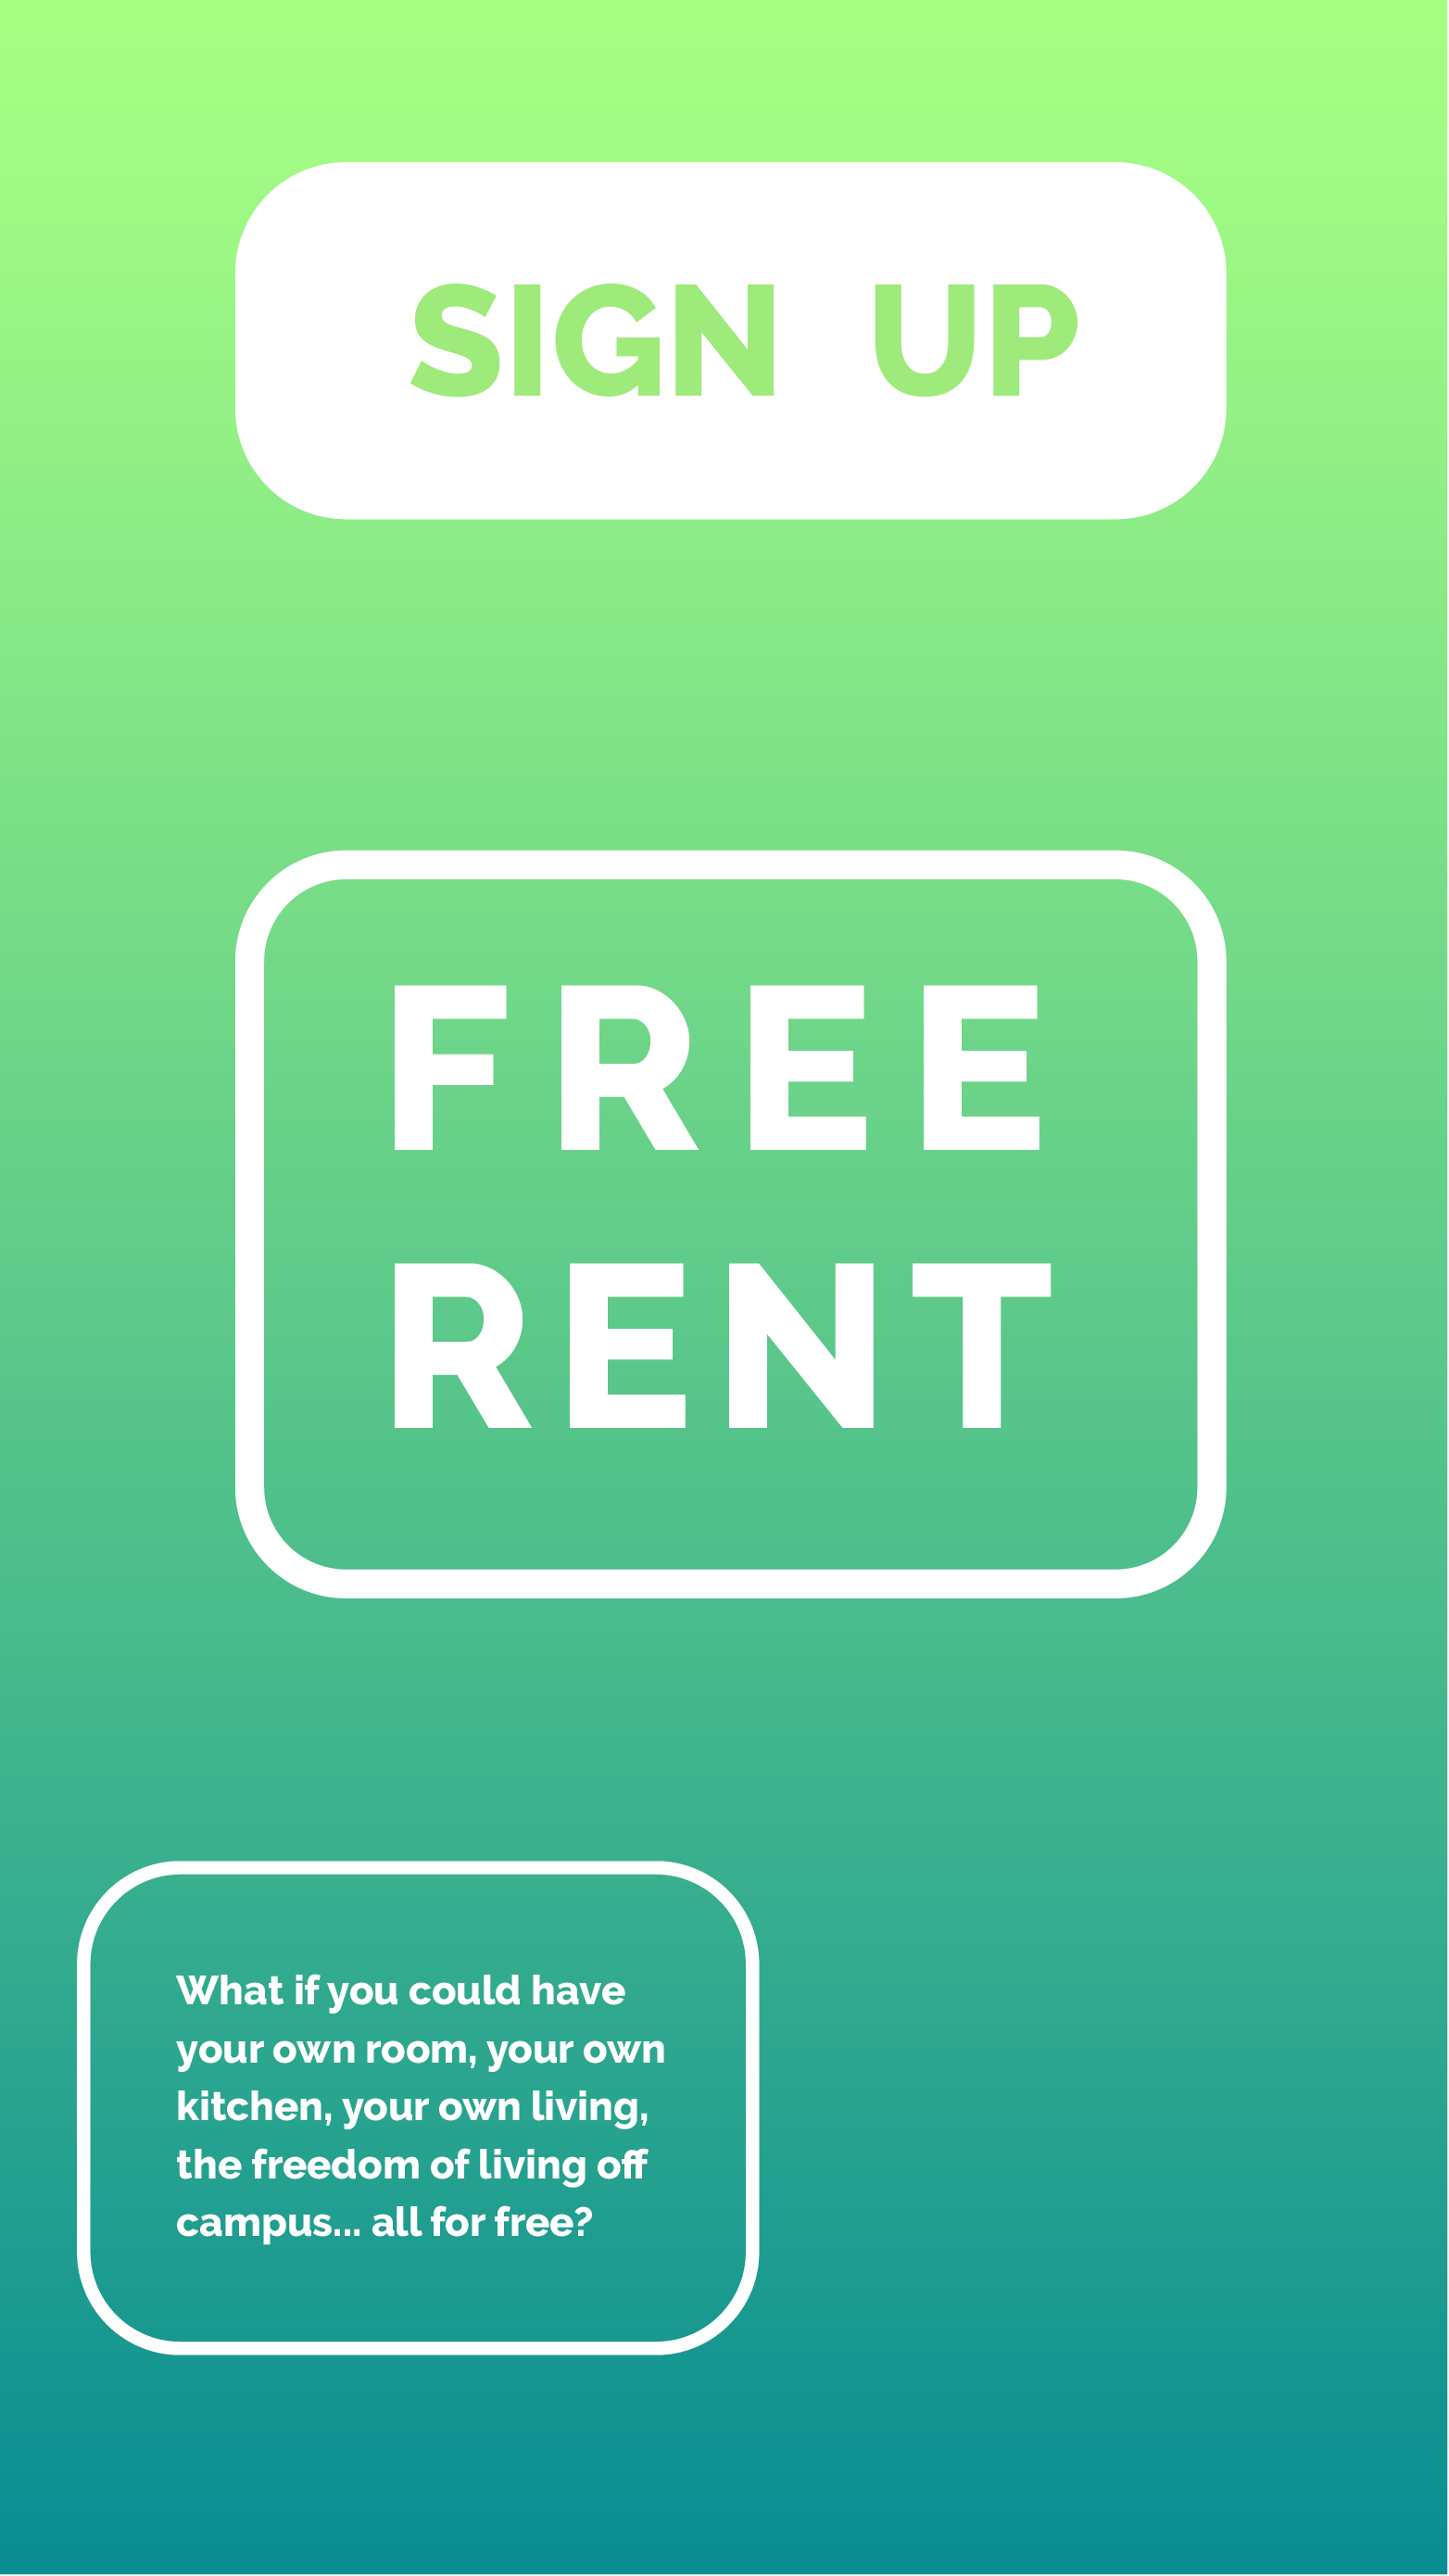 SIGN UP
FREE
RENT
What if you could have
your own room, your own
kitchen, your own living,
the freedom of living off
campus... all for free?